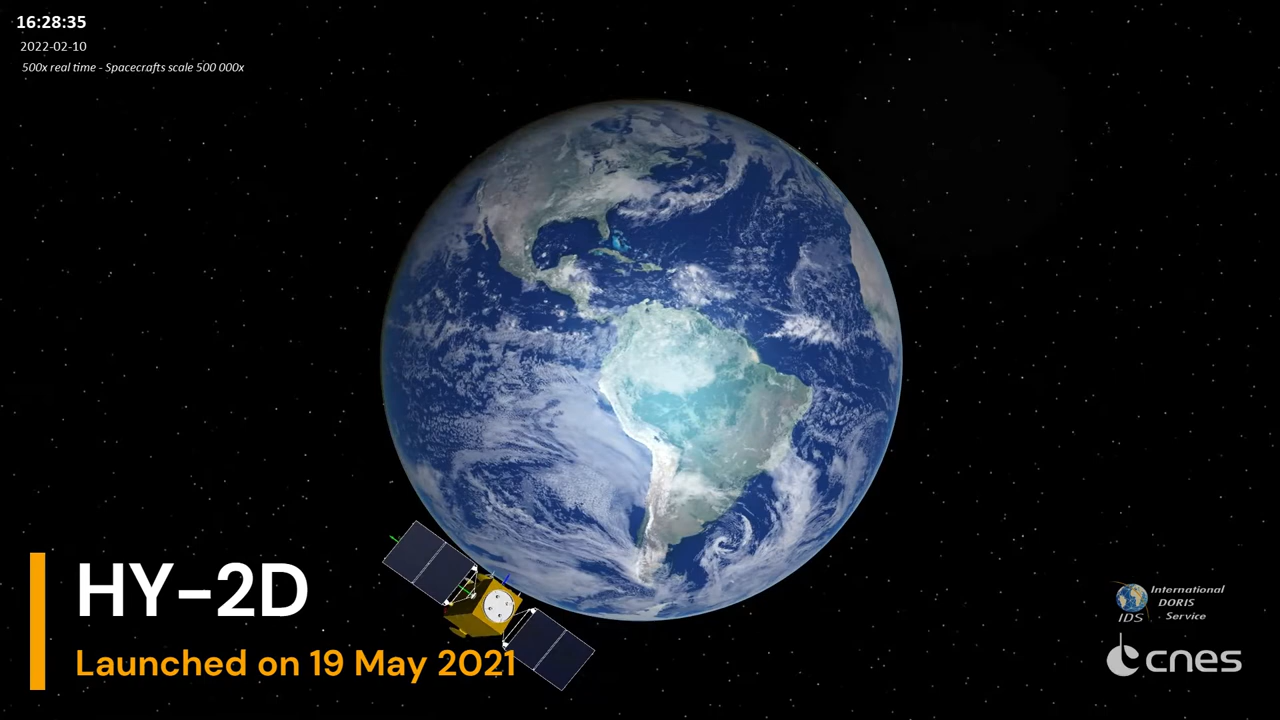 16:28:35
2022-02-10
500x real time - Spacecrafts scale 500 000x
HY-2D
Launched on 19 May 2021
International
DORIS
Service
IDS
cnes